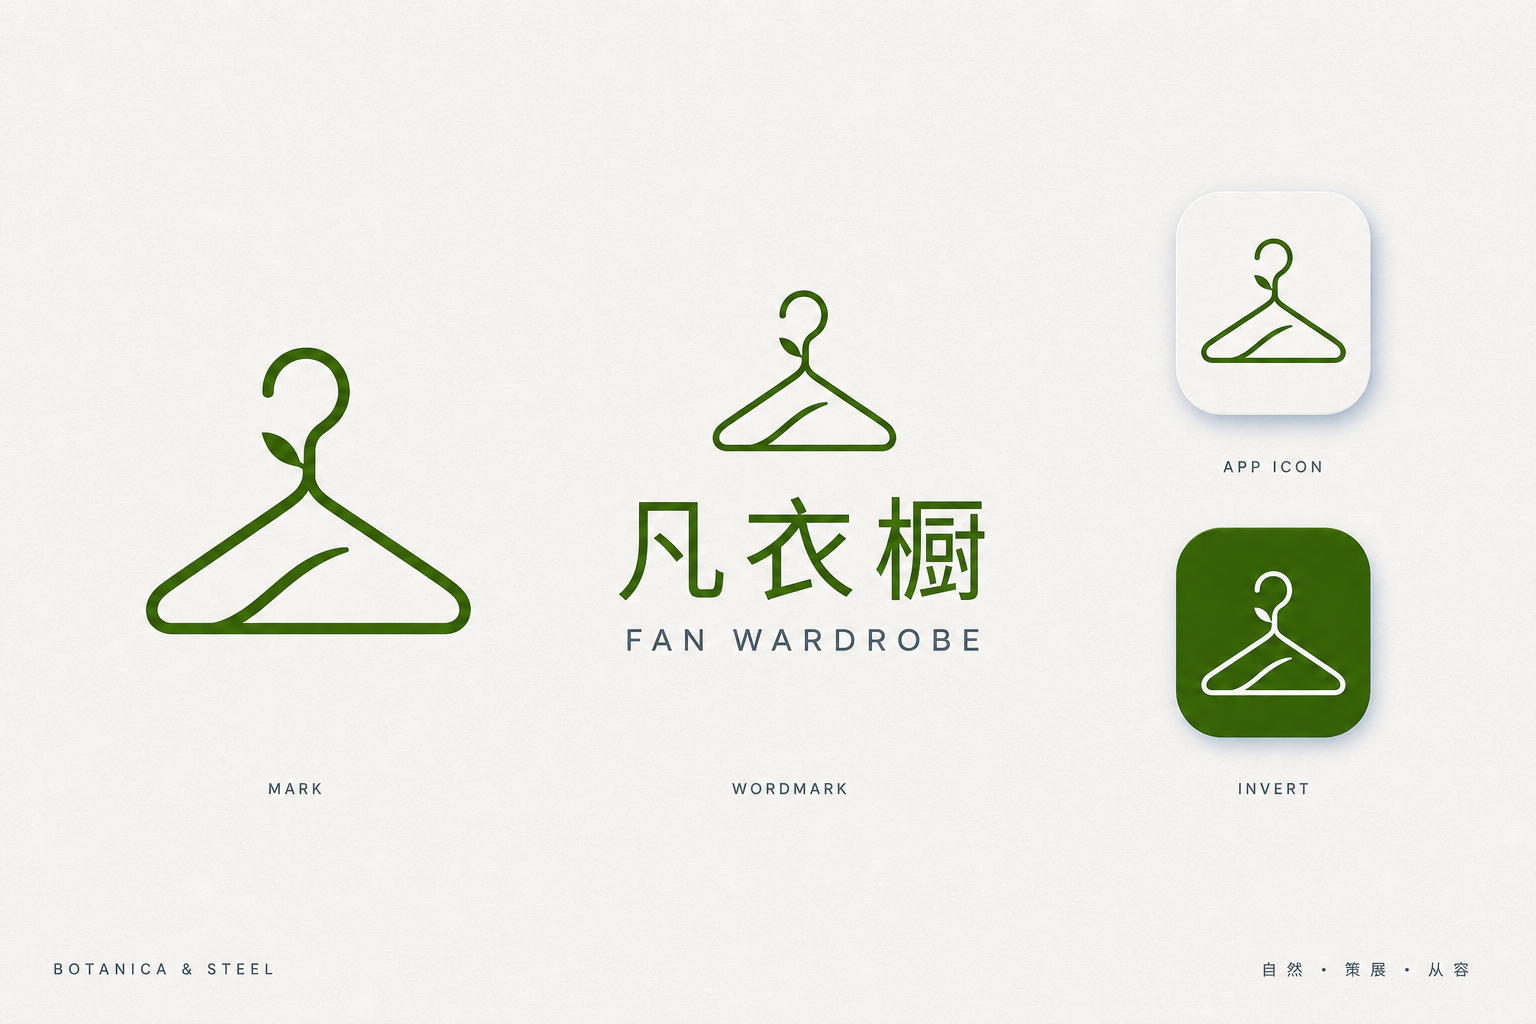 凡衣橱
FAN WARDROBE
APP ICON
MARK
WORDMARK
INVERT
BOTANICA & STEEL
自然 • 策展 • 从容